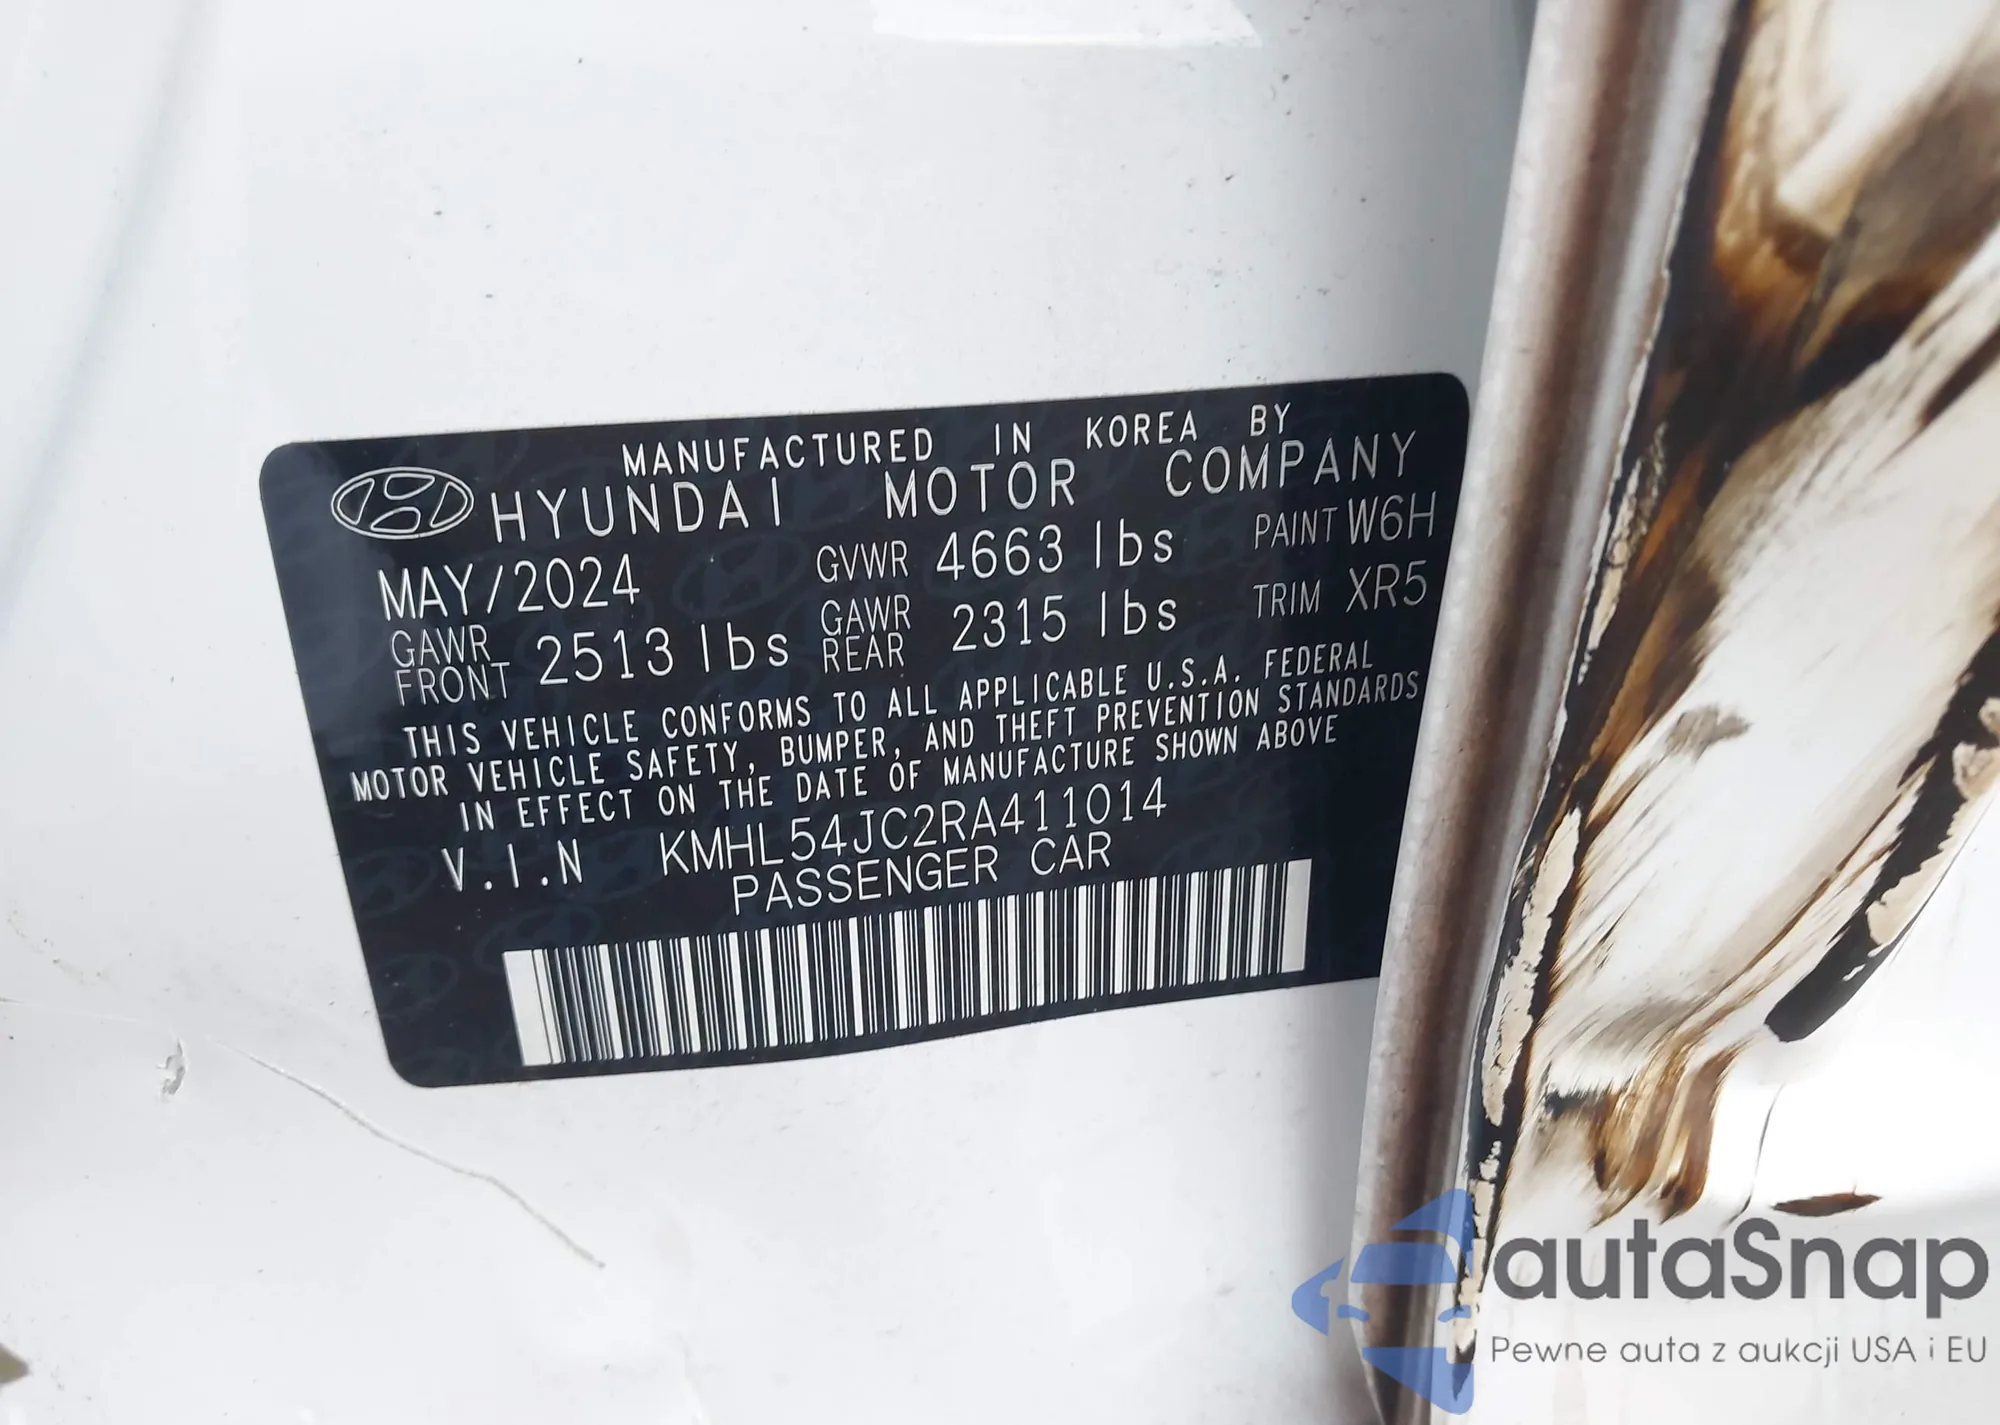 MANUFACTURED IN KOREA BY
HYUNDAI MOTOR COMPANY
MAY/2024 GVWR 4663 lbs PAINT W6H
GAWR FRONT 2513 lbs GAWR REAR 2315 lbs TRIM XR5
THIS VEHICLE CONFORMS TO ALL APPLICABLE U.S.A. FEDERAL
MOTOR VEHICLE SAFETY, BUMPER, AND THEFT PREVENTION STANDARDS
IN EFFECT ON THE DATE OF MANUFACTURE SHOWN ABOVE
V.I.N KMHL54JC2RA411014
PASSENGER CAR
autaSnap
Pewne auta z aukcji USA i EU